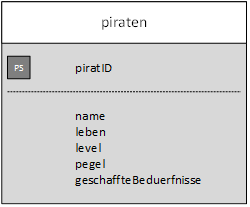 piraten
PS piratID
name
leben
level
pegel
geschaffteBeduerfnisse